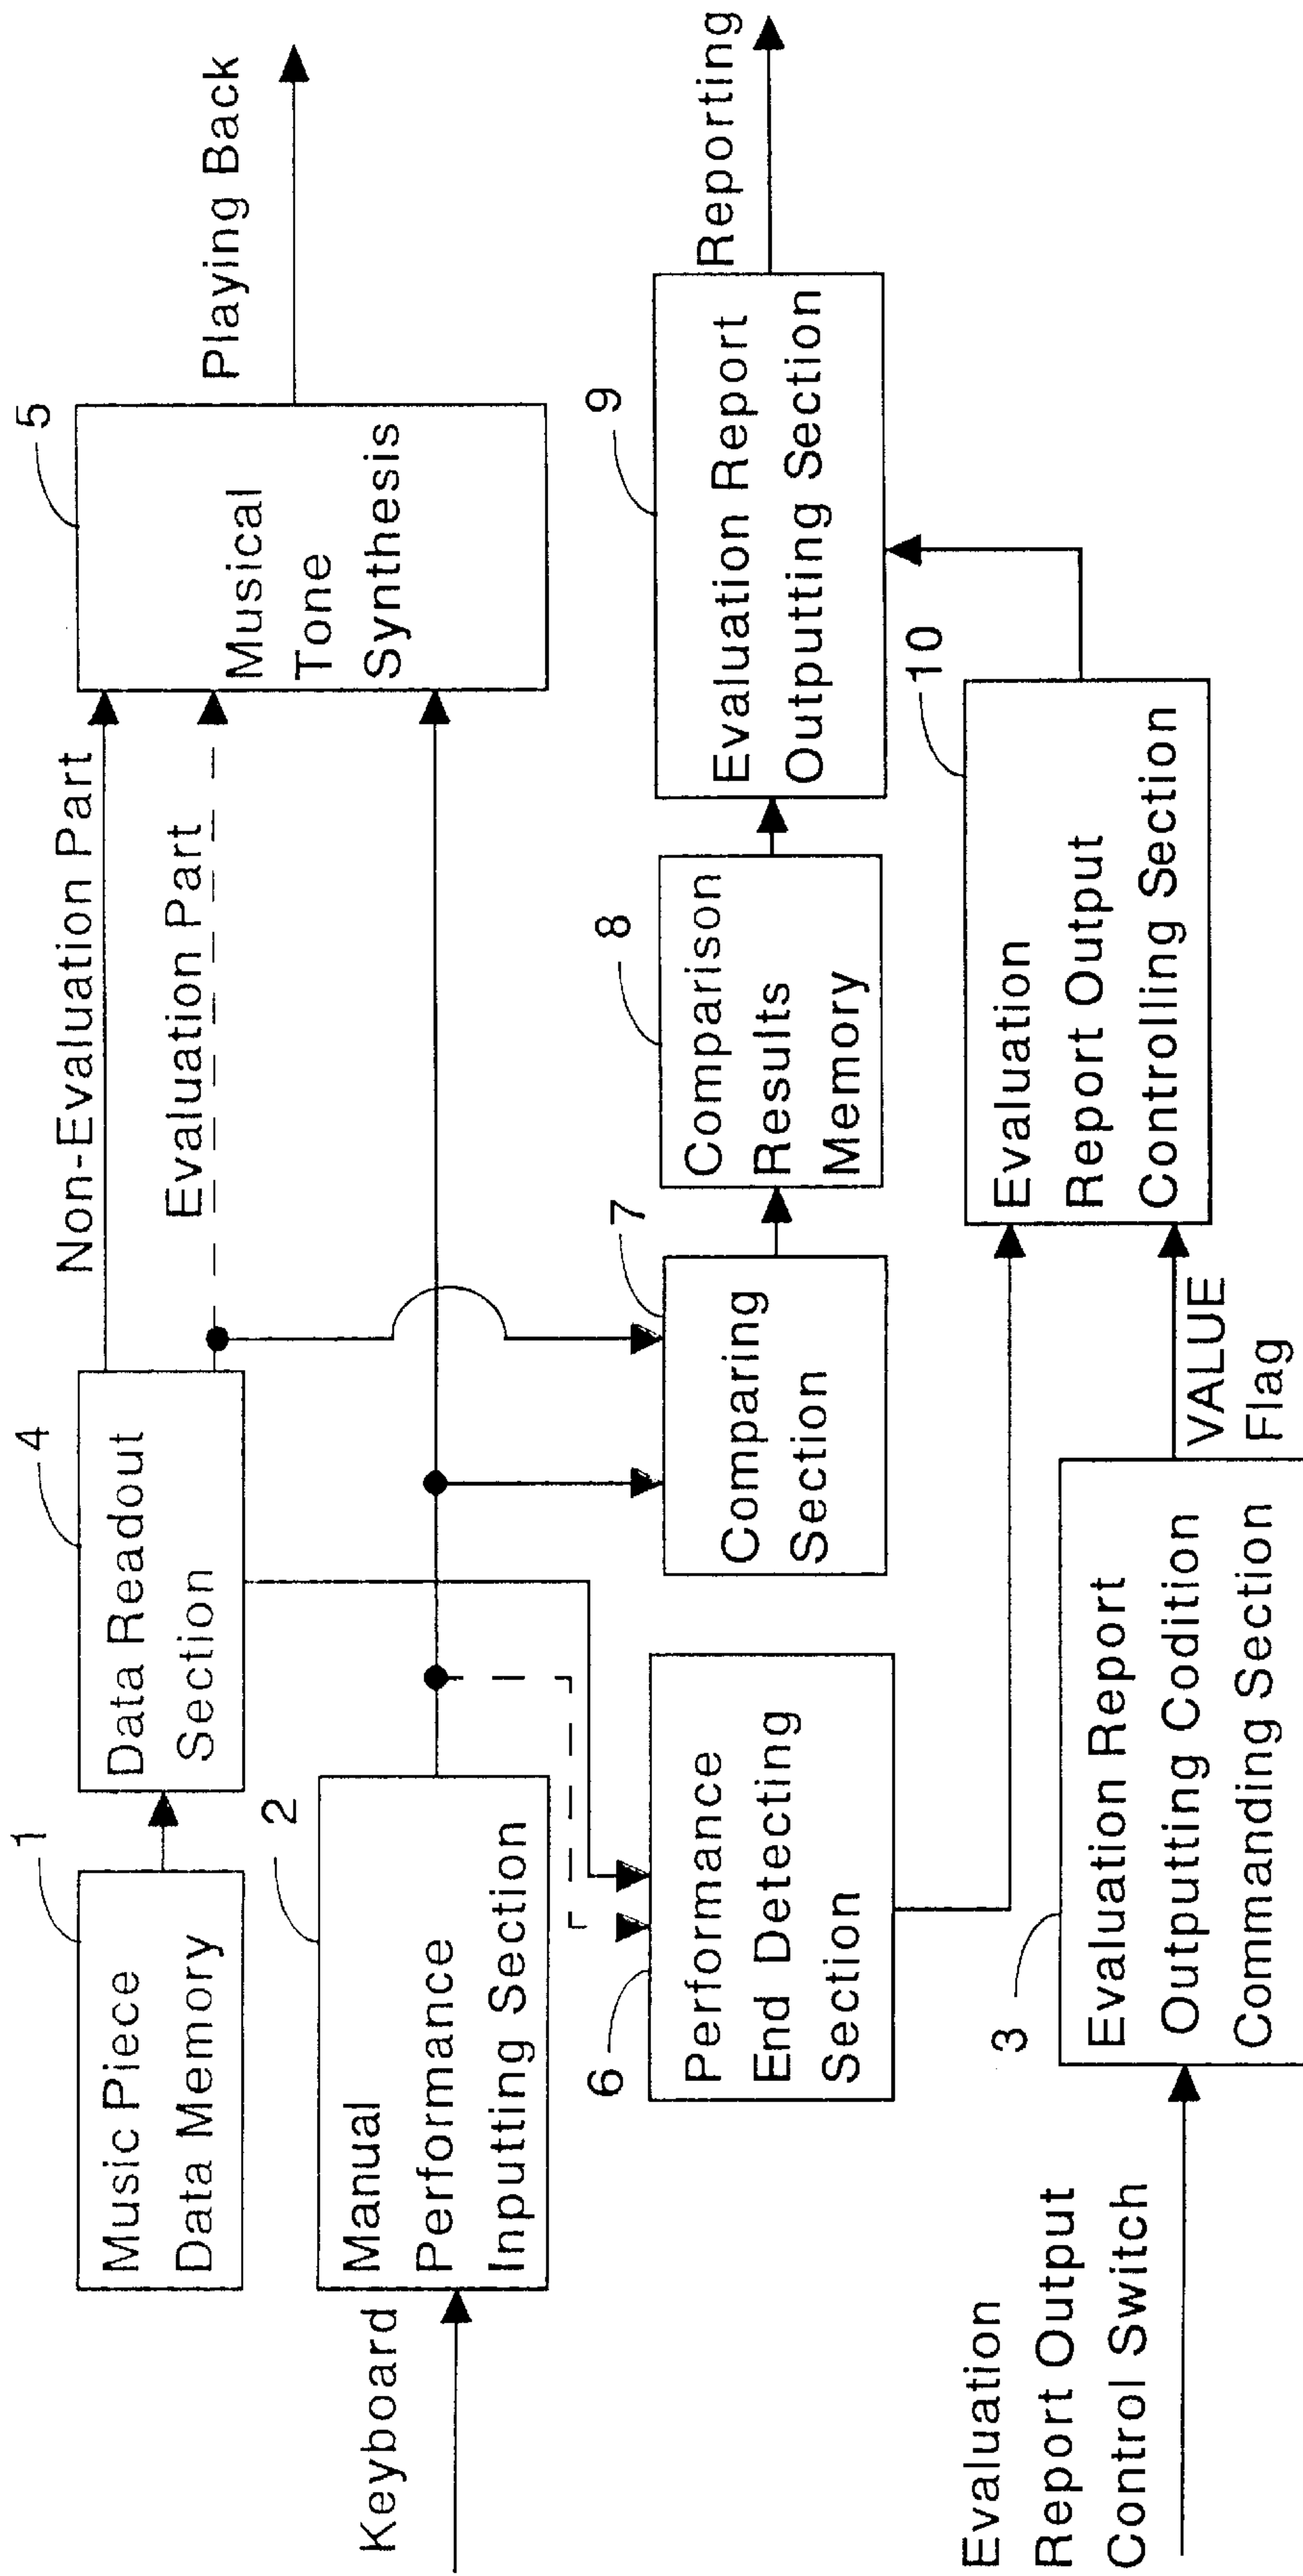 1
Music Piece
Data Memory
4
Data Readout
Section
Non-Evaluation Part
Evaluation Part
5
Musical
Tone
Synthesis
Playing Back
Keyboard
2
Manual
Performance
Inputting Section
6
Performance
End Detecting
Section
7
Comparing
Section
8
Comparison
Results
Memory
9
Evaluation Report
Outputting Section
Reporting
Evaluation
Report Output
Control Switch
3
Evaluation Report
Outputting Codition
Commanding Section
VALUE
Flag
10
Evaluation
Report Output
Controlling Section